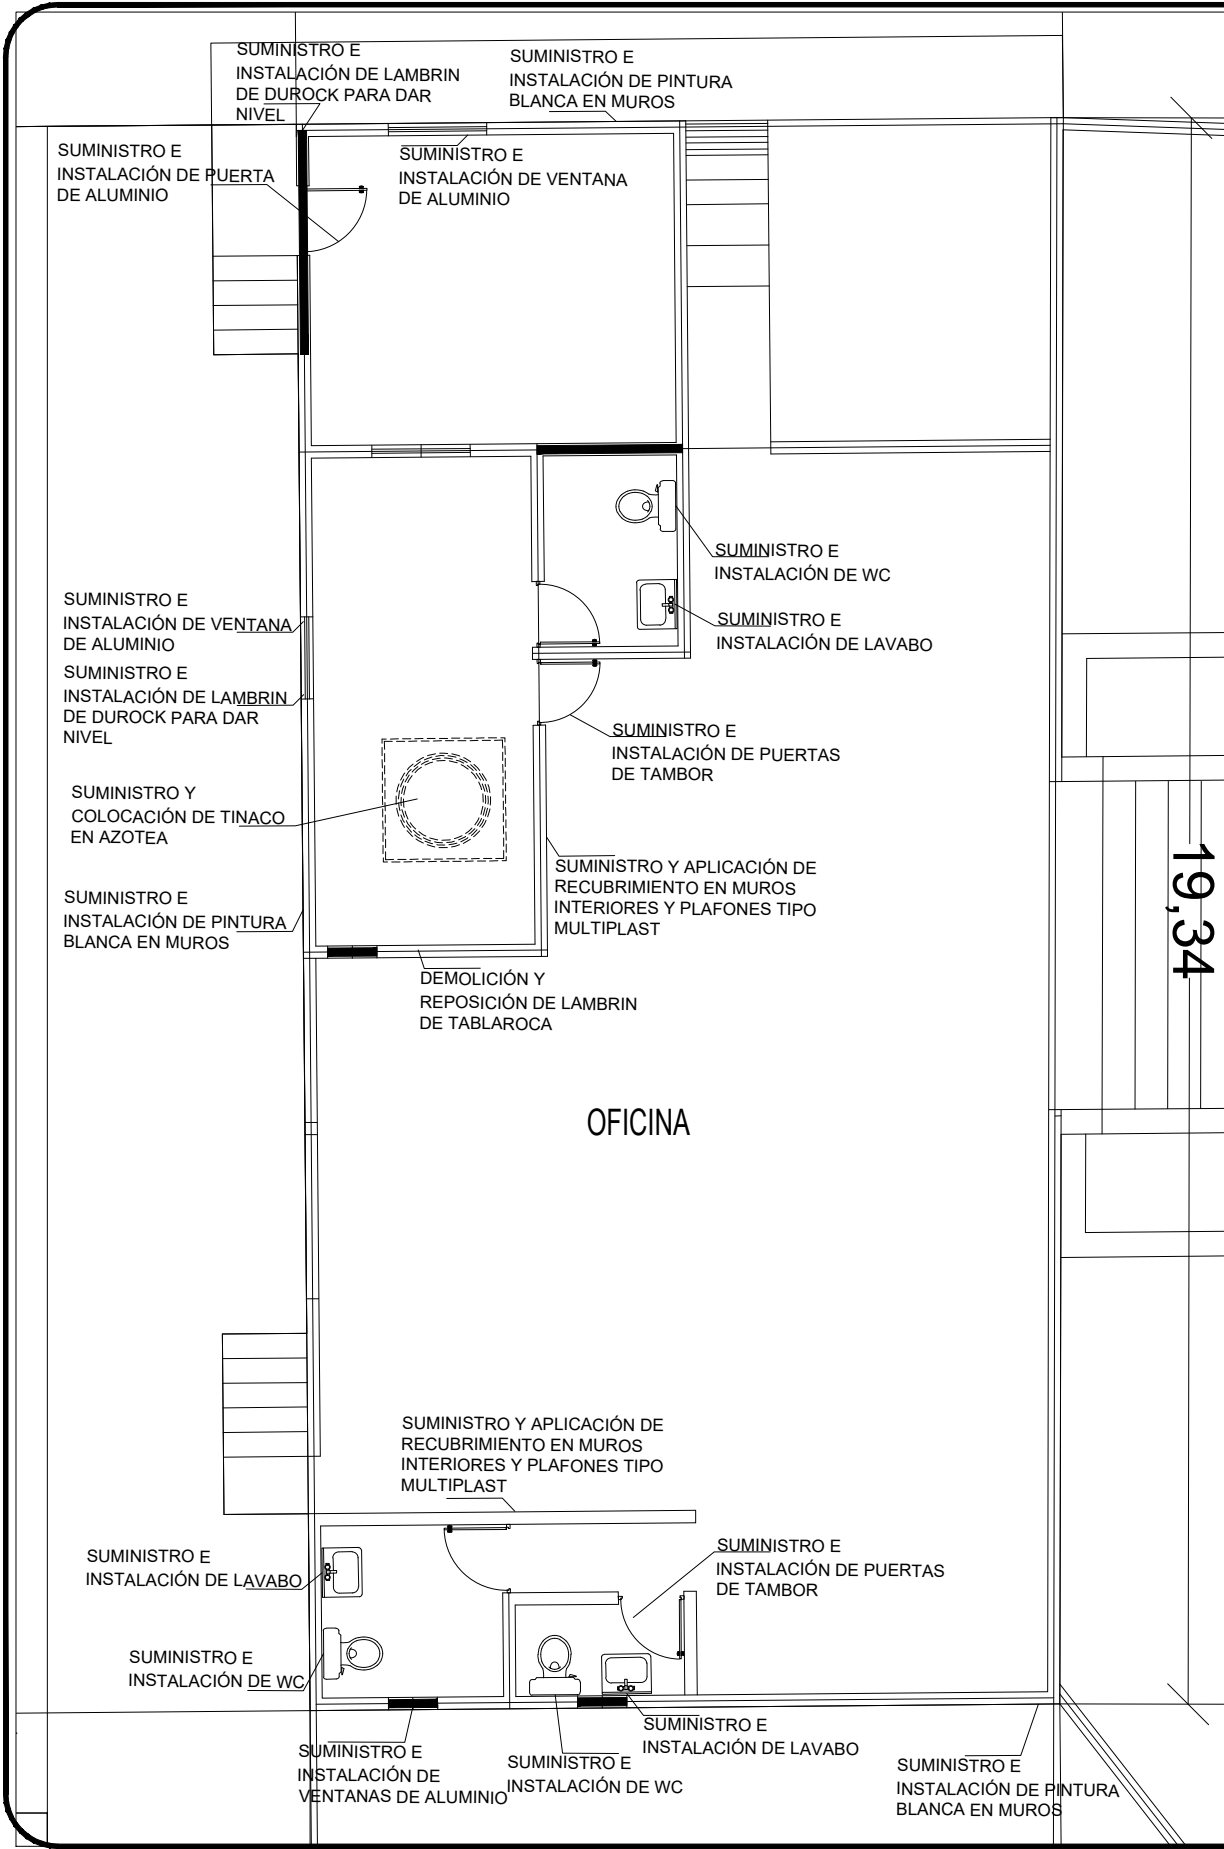 SUMINISTRO E
INSTALACIÓN DE LAMBRIN
DE DUROCK PARA DAR
NIVEL
SUMINISTRO E
INSTALACIÓN DE PINTURA
BLANCA EN MUROS
SUMINISTRO E
INSTALACIÓN DE PUERTA
DE ALUMINIO
SUMINISTRO E
INSTALACIÓN DE VENTANA
DE ALUMINIO
SUMINISTRO E
INSTALACIÓN DE WC
SUMINISTRO E
INSTALACIÓN DE VENTANA
DE ALUMINIO
SUMINISTRO E
INSTALACIÓN DE LAVABO
SUMINISTRO E
INSTALACIÓN DE LAMBRIN
DE DUROCK PARA DAR
NIVEL
SUMINISTRO E
INSTALACIÓN DE PUERTAS
DE TAMBOR
SUMINISTRO Y
COLOCACIÓN DE TINACO
EN AZOTEA
SUMINISTRO Y APLICACIÓN DE
RECUBRIMIENTO EN MUROS
INTERIORES Y PLAFONES TIPO
MULTIPLAST
19,34
SUMINISTRO E
INSTALACIÓN DE PINTURA
BLANCA EN MUROS
DEMOLICIÓN Y
REPOSICIÓN DE LAMBRIN
DE TABLAROCA
OFICINA
SUMINISTRO Y APLICACIÓN DE
RECUBRIMIENTO EN MUROS
INTERIORES Y PLAFONES TIPO
MULTIPLAST
SUMINISTRO E
INSTALACIÓN DE LAVABO
SUMINISTRO E
INSTALACIÓN DE PUERTAS
DE TAMBOR
SUMINISTRO E
INSTALACIÓN DE WC
SUMINISTRO E
INSTALACIÓN DE
VENTANAS DE ALUMINIO
SUMINISTRO E
INSTALACIÓN DE WC
SUMINISTRO E
INSTALACIÓN DE LAVABO
SUMINISTRO E
INSTALACIÓN DE PINTURA
BLANCA EN MUROS